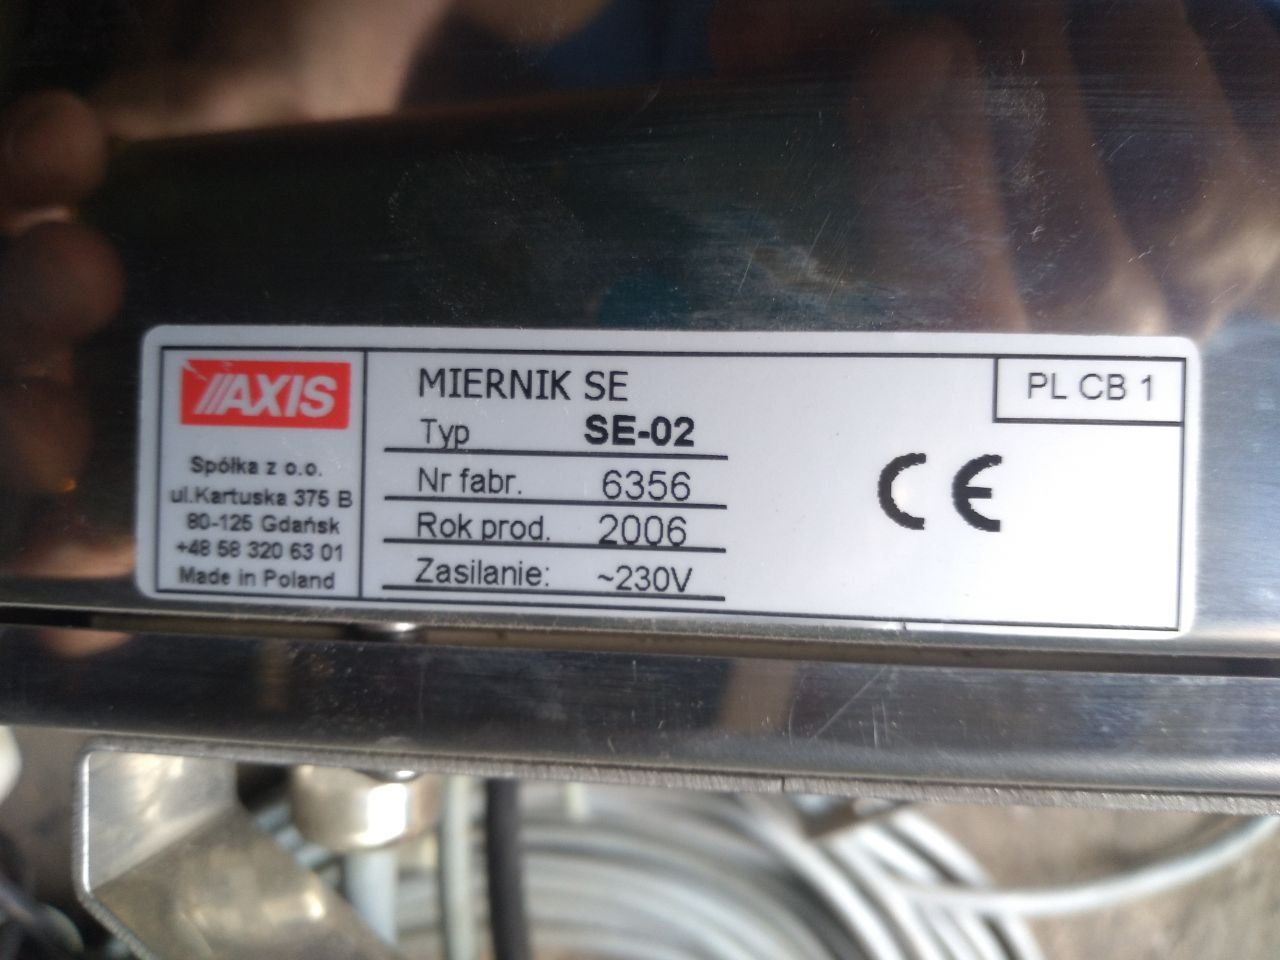 AXIS
Spółka z o.o.
ul.Kartuska 375 B
80-125 Gdańsk
+48 58 320 63 01
Made in Poland
MIERNIK SE
Typ SE-02
Nr fabr. 6356
Rok prod. 2006
Zasilanie: ~230V
PL CB 1
CE